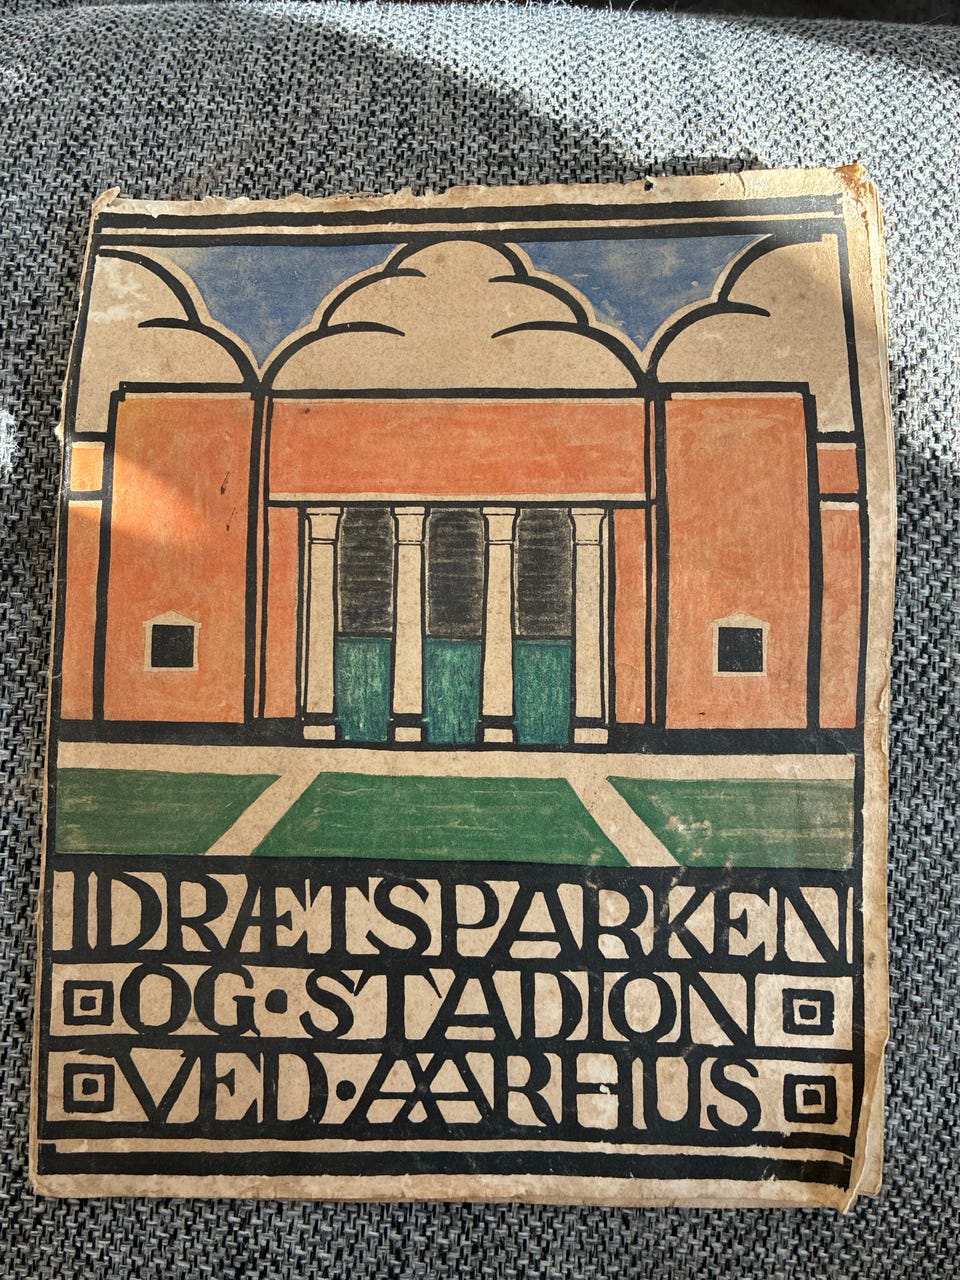 IDRÆTSPARKEN
OG · STADION
VED · AARHUS